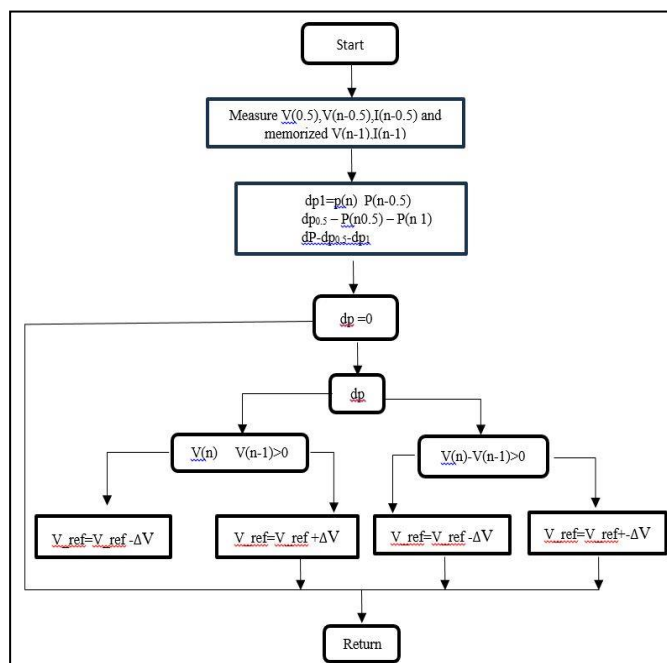 Start
Measure V(0.5),V(n-0.5),I(n-0.5) and
memorized V(n-1).I(n-1)
dp1=p(n) P(n-0.5)
dp0.5 – P(n0.5) – P(n 1)
dP-dp0.5-dp1
dp =0
dp
V(n) V(n-1)>0
V(n)-V(n-1)>0
V_ref=V_ref -ΔV
V_ref=V_ref +ΔV
V_ref=V_ref -ΔV
V_ref=V_ref+-ΔV
Return